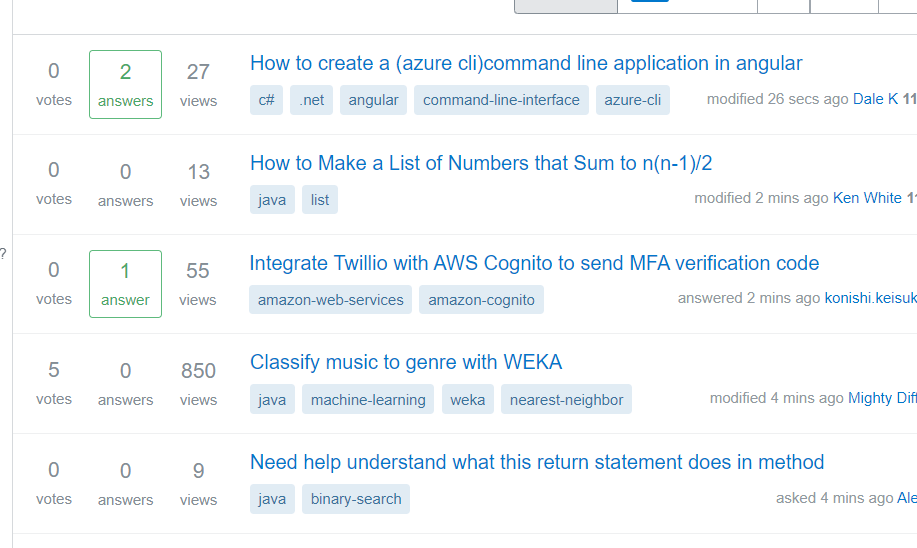 How to create a (azure cli)command line application in angular
0 2 27
votes answers views
c# .net angular command-line-interface azure-cli
modified 26 secs ago Dale K 11
How to Make a List of Numbers that Sum to n(n-1)/2
0 0 13
votes answers views
java list
modified 2 mins ago Ken White
?
Integrate Twillio with AWS Cognito to send MFA verification code
0 1 55
votes answer views
amazon-web-services amazon-cognito
answered 2 mins ago konishi.keisuk
Classify music to genre with WEKA
5 0 850
votes answers views
java machine-learning weka nearest-neighbor
modified 4 mins ago Mighty Diff
Need help understand what this return statement does in method
0 0 9
votes answers views
java binary-search
asked 4 mins ago Ale